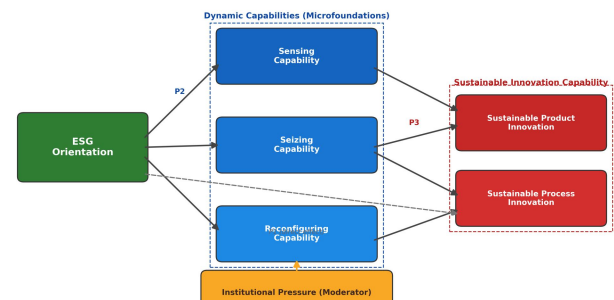 Dynamic Capabilities (Microfoundations)
Sensing
Capability
P2
Sustainable Innovation Capability
Sustainable Product
Innovation
P3
ESG
Orientation
Seizing
Capability
Sustainable Process
Innovation
Reconfiguring
Capability
Institutional Pressure (Moderator)